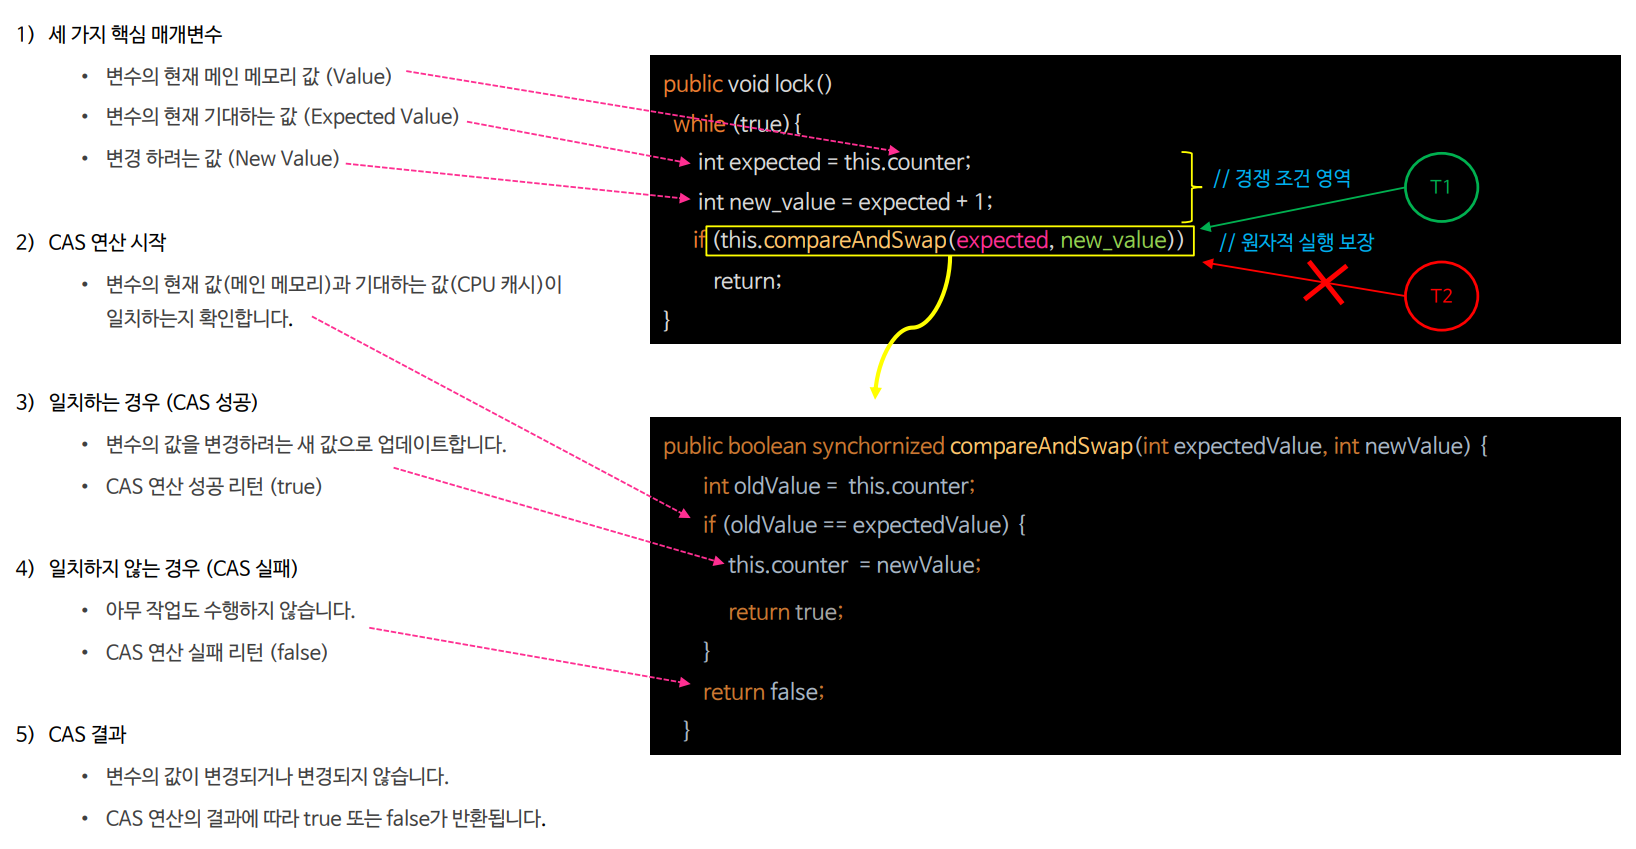 1) 세 가지 핵심 매개변수
• 변수의 현재 메인 메모리 값 (Value)
• 변수의 현재 기대하는 값 (Expected Value)
• 변경 하려는 값 (New Value)
2) CAS 연산 시작
• 변수의 현재 값(메인 메모리)과 기대하는 값(CPU 캐시)이
일치하는지 확인합니다.
3) 일치하는 경우 (CAS 성공)
• 변수의 값을 변경하려는 새 값으로 업데이트합니다.
• CAS 연산 성공 리턴 (true)
4) 일치하지 않는 경우 (CAS 실패)
• 아무 작업도 수행하지 않습니다.
• CAS 연산 실패 리턴 (false)
5) CAS 결과
• 변수의 값이 변경되거나 변경되지 않습니다.
• CAS 연산의 결과에 따라 true 또는 false가 반환됩니다.
public void lock()
while (true) {
int expected = this.counter;
int new_value = expected + 1;
if (this.compareAndSwap(expected, new_value))
return;
}
// 경쟁 조건 영역
// 원자적 실행 보장
T1
T2
public boolean synchornized compareAndSwap(int expectedValue, int newValue) {
int oldValue = this.counter;
if (oldValue == expectedValue) {
this.counter = newValue;
return true;
}
return false;
}